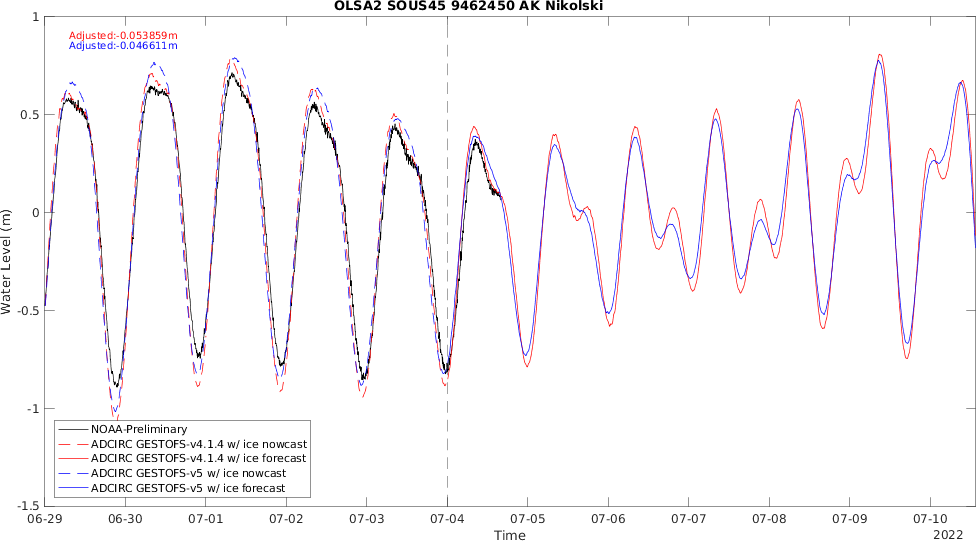 OLSA2 SOUS45 9462450 AK Nikolski
Adjusted:-0.053859m
Adjusted:-0.046611m
1
0.5
0
-0.5
-1
-1.5
Water Level (m)
NOAA-Preliminary
ADCIRC GESTOFS-v4.1.4 w/ ice nowcast
ADCIRC GESTOFS-v4.1.4 w/ ice forecast
ADCIRC GESTOFS-v5 w/ ice nowcast
ADCIRC GESTOFS-v5 w/ ice forecast
06-29 06-30 07-01 07-02 07-03 07-04 07-05 07-06 07-07 07-08 07-09 07-10
Time
2022